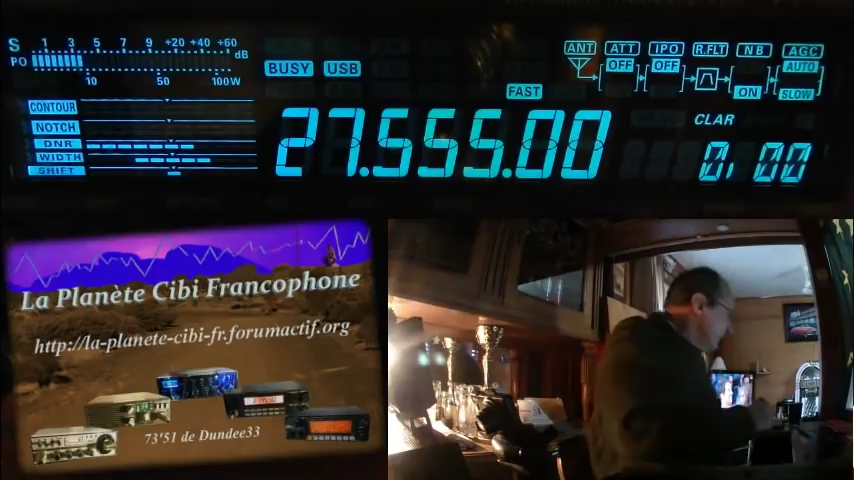 S 1 3 5 7 9 +20 +40 +60 dB
PO 10 50 100W
BUSY USB
ANT ATT IPO R.FLT NB AGC
OFF OFF AUTO
ON SLOW
FAST
CONTOUR
NOTCH
DNR
WIDTH
SHIFT
27.555.00
CLAR
0, 00
La Planète Cibi Francophone
http://la-planete-cibi-fr.forumactif.org
73'51 de Dundee33